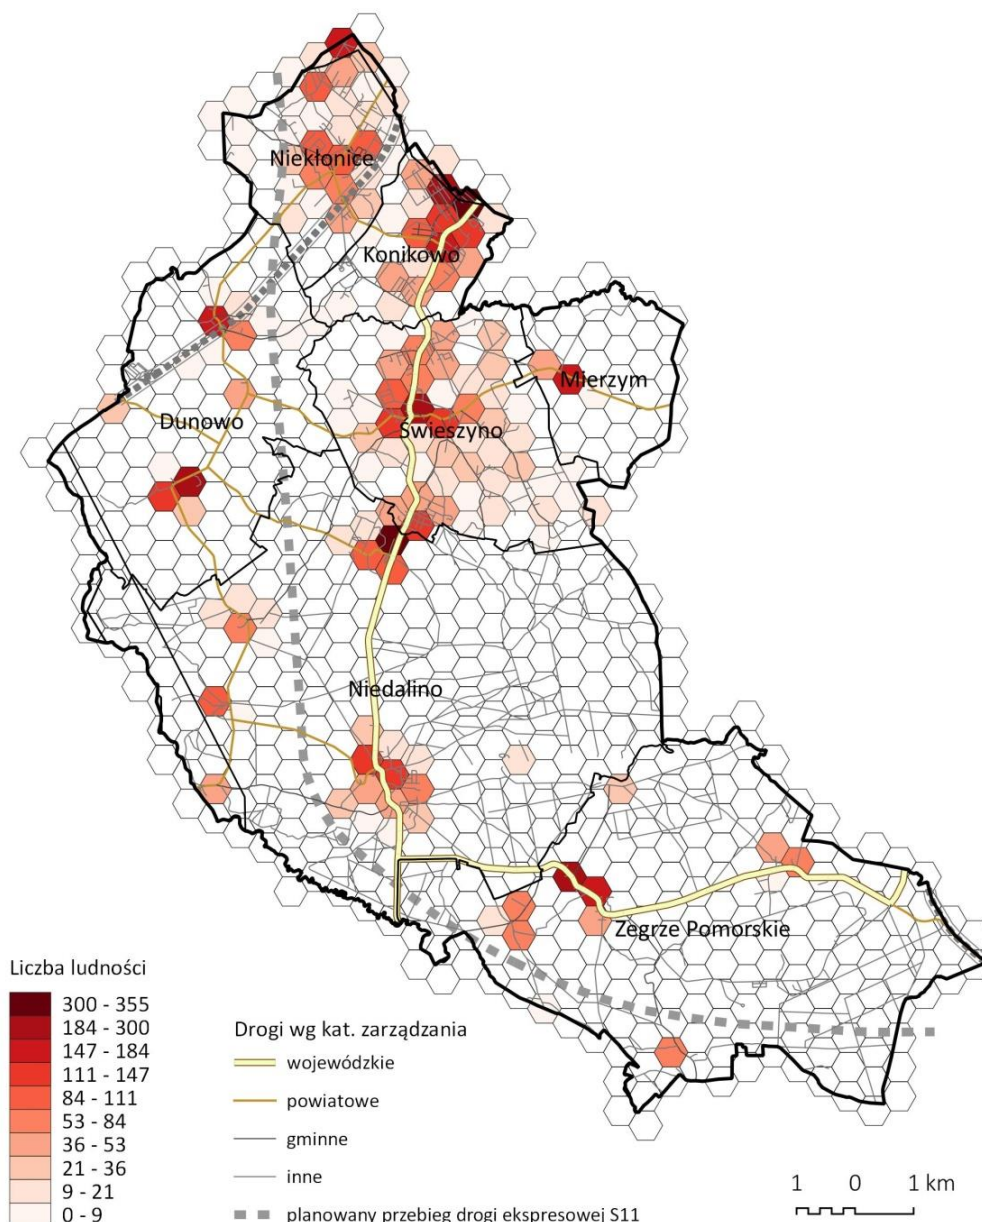 Niekłonice
Konikowo
Mierzym
Dunowo
Świeszyno
Niedalino
Zegrze Pomorskie
Liczba ludności
300 - 355
184 - 300
147 - 184
111 - 147
84 - 111
53 - 84
36 - 53
21 - 36
9 - 21
0 - 9
Drogi wg kat. zarządzania
wojewódzkie
powiatowe
gminne
inne
planowany przebieg drogi ekspresowej S11
1 0 1 km